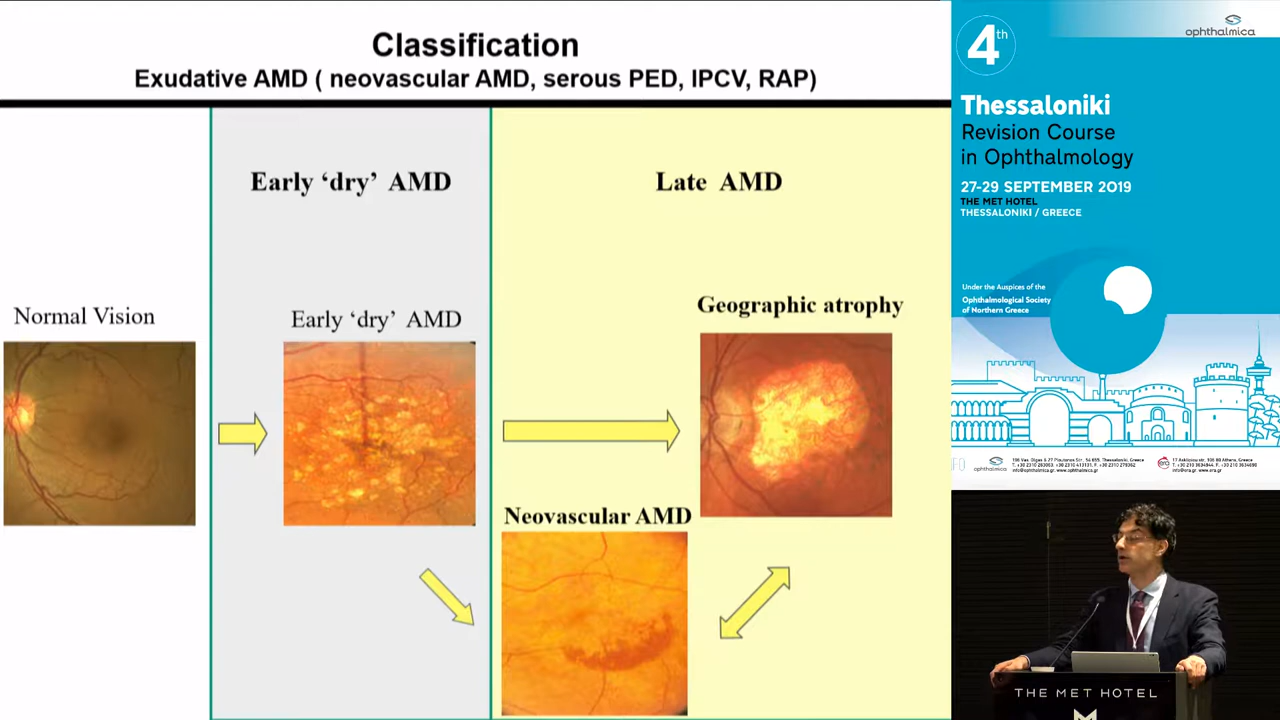 Classification
Exudative AMD ( neovascular AMD, serous PED, IPCV, RAP)
Early ‘dry’ AMD
Late AMD
Normal Vision
Early ‘dry’ AMD
Geographic atrophy
Neovascular AMD
ophthalmica
4th
Thessaloniki
Revision Course
in Ophthalmology
27-29 SEPTEMBER 2019
THE MET HOTEL
THESSALONIKI / GREECE
Under the Auspices of the
Ophthalmological Society
of Northern Greece
ophthalmica
THE MET HOTEL
M